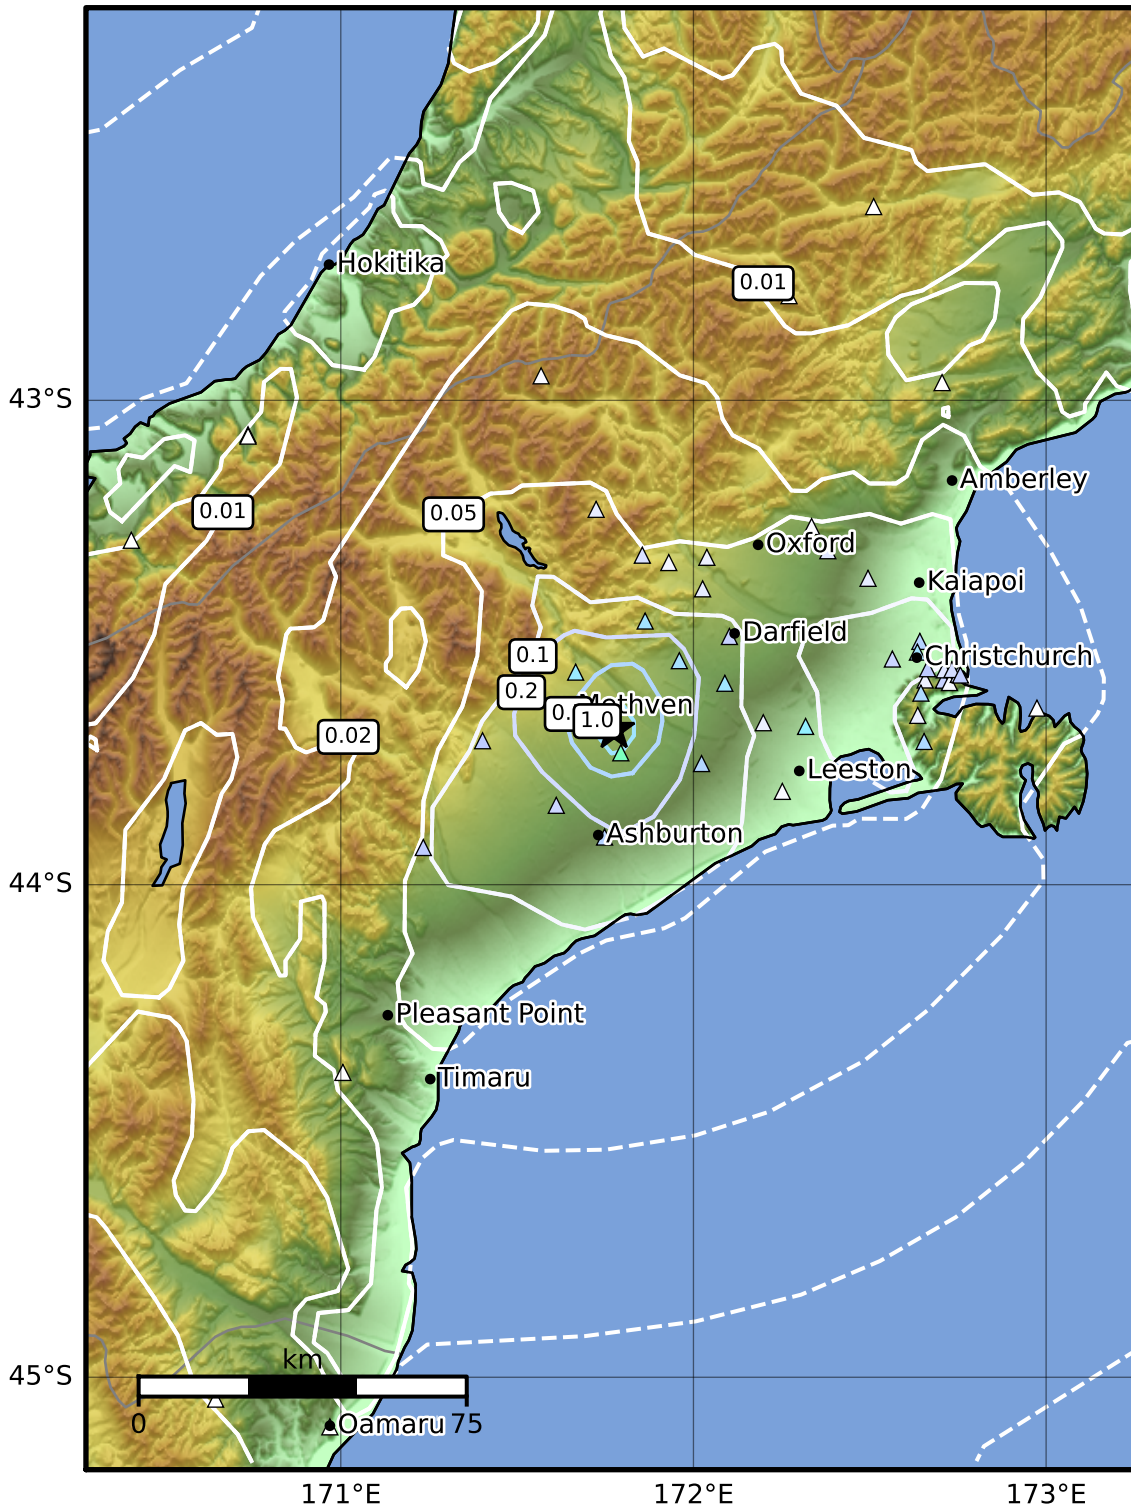 Hokitika
0.01
43°S
Amberley
0.01
0.05
Oxford
Kaiapoi
Darfield
0.1
Christchurch
0.2
Methven
1.0
0.02
Leeston
Ashburton
44°S
Pleasant Point
Timaru
km
45°S
0
75
Oamaru
171°E
172°E
173°E